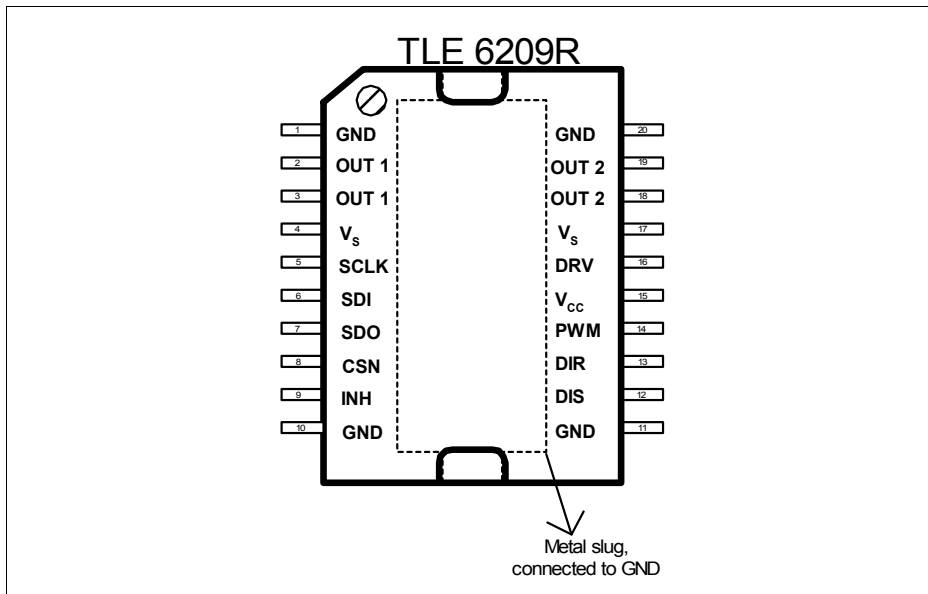 TLE 6209R
1 GND
2 OUT 1
3 OUT 1
4 VS
5 SCLK
6 SDI
7 SDO
8 CSN
9 INH
10 GND
GND 20
OUT 2 19
OUT 2 18
VS 17
DRV 16
VCC 15
PWM 14
DIR 13
DIS 12
GND 11
Metal slug,
connected to GND